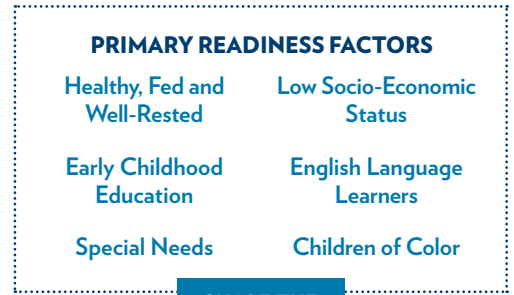 PRIMARY READINESS FACTORS
Healthy, Fed and
Well-Rested
Low Socio-Economic
Status
Early Childhood
Education
English Language
Learners
Special Needs
Children of Color